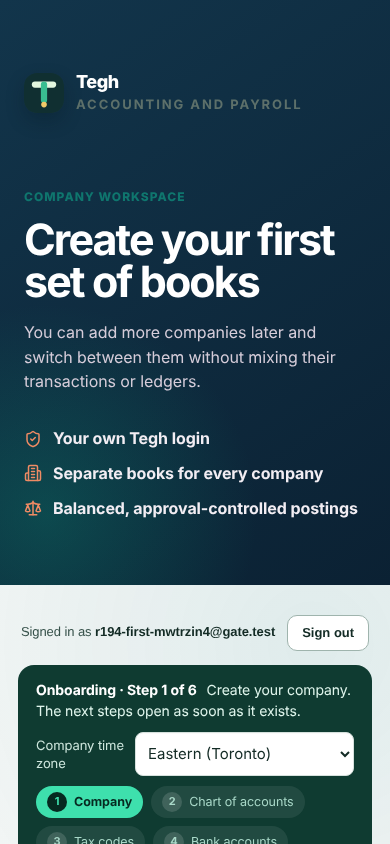 Tegh
ACCOUNTING AND PAYROLL
COMPANY WORKSPACE
Create your first
set of books
You can add more companies later and
switch between them without mixing their
transactions or ledgers.
Your own Tegh login
Separate books for every company
Balanced, approval-controlled postings
Signed in as r194-first-mwtrzin4@gate.test
Sign out
Onboarding · Step 1 of 6 Create your company.
The next steps open as soon as it exists.
Company time
zone
Eastern (Toronto)
1 Company
2 Chart of accounts
3 Tax codes
4 Bank accounts